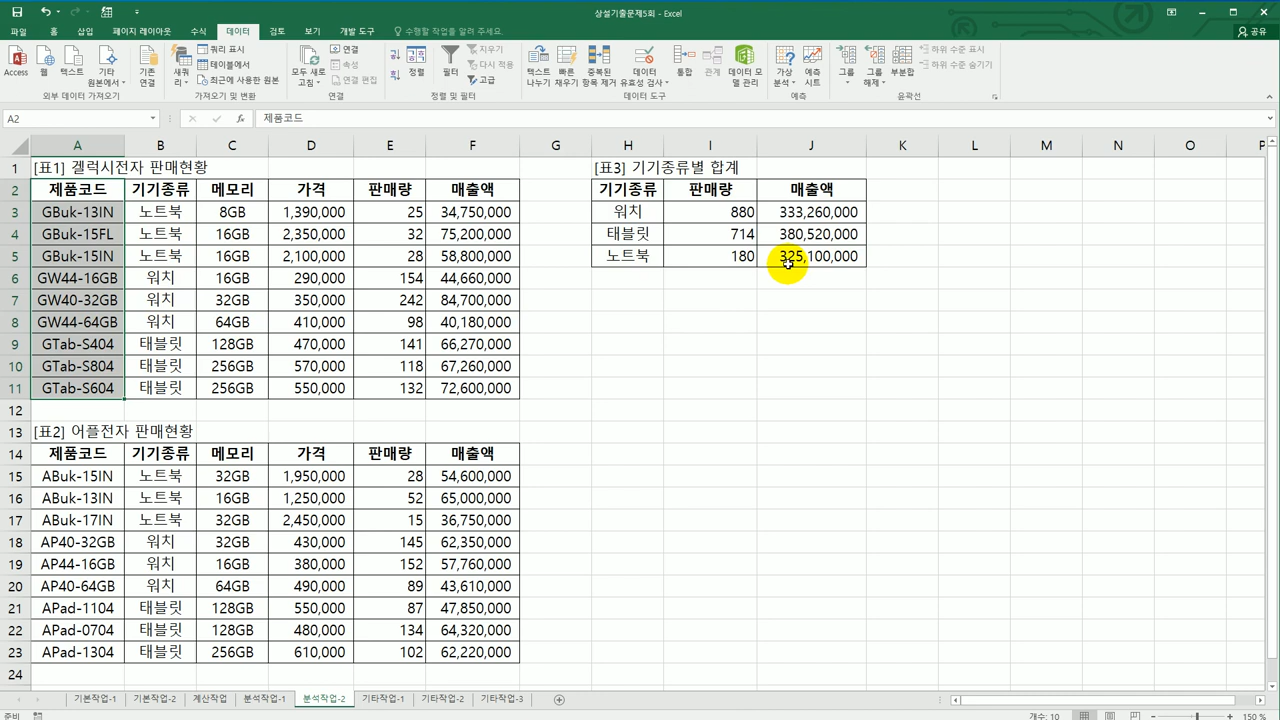 상설기출문제5회 - Excel
파일 홈 삽입 페이지 레이아웃 수식 데이터 검토 보기 개발 도구 수행할 작업을 알려 주세요. 공유
Access 웹 텍스트 기타 원본에서 기존 연결 새쿼리 쿼리 표시 테이블에서 최근에 사용한 원본 모두 새로 고침 연결 속성 연결 편집 정렬 필터 지우기 다시 적용 고급 텍스트 나누기 빠른 채우기 중복된 항목 제거 데이터 유효성 검사 통합 관계 데이터 모델 관리 가상 분석 예측 시트 그룹 그룹 해제 부분합 하위 수준 표시 하위 수준 숨기기
외부 데이터 가져오기 가져오기 및 변환 연결 정렬 및 필터 데이터 도구 예측 윤곽선
A2 fx 제품코드
A B C D E F G H I J K L M N O P
1 [표1] 겔럭시전자 판매현황 [표3] 기기종류별 합계
2 제품코드 기기종류 메모리 가격 판매량 매출액 기기종류 판매량 매출액
3 GBuk-13IN 노트북 8GB 1,390,000 25 34,750,000 워치 880 333,260,000
4 GBuk-15FL 노트북 16GB 2,350,000 32 75,200,000 태블릿 714 380,520,000
5 GBuk-15IN 노트북 16GB 2,100,000 28 58,800,000 노트북 180 325,100,000
6 GW44-16GB 워치 16GB 290,000 154 44,660,000
7 GW40-32GB 워치 32GB 350,000 242 84,700,000
8 GW44-64GB 워치 64GB 410,000 98 40,180,000
9 GTab-S404 태블릿 128GB 470,000 141 66,270,000
10 GTab-S804 태블릿 256GB 570,000 118 67,260,000
11 GTab-S604 태블릿 256GB 550,000 132 72,600,000
12
13 [표2] 어플전자 판매현황
14 제품코드 기기종류 메모리 가격 판매량 매출액
15 ABuk-15IN 노트북 32GB 1,950,000 28 54,600,000
16 ABuk-13IN 노트북 16GB 1,250,000 52 65,000,000
17 ABuk-17IN 노트북 32GB 2,450,000 15 36,750,000
18 AP40-32GB 워치 32GB 430,000 145 62,350,000
19 AP44-16GB 워치 16GB 380,000 152 57,760,000
20 AP40-64GB 워치 64GB 490,000 89 43,610,000
21 APad-1104 태블릿 128GB 550,000 87 47,850,000
22 APad-0704 태블릿 128GB 480,000 134 64,320,000
23 APad-1304 태블릿 256GB 610,000 102 62,220,000
24
기본작업-1 기본작업-2 계산작업 분석작업-1 분석작업-2 기타작업-1 기타작업-2 기타작업-3
준비 개수: 10 150 %